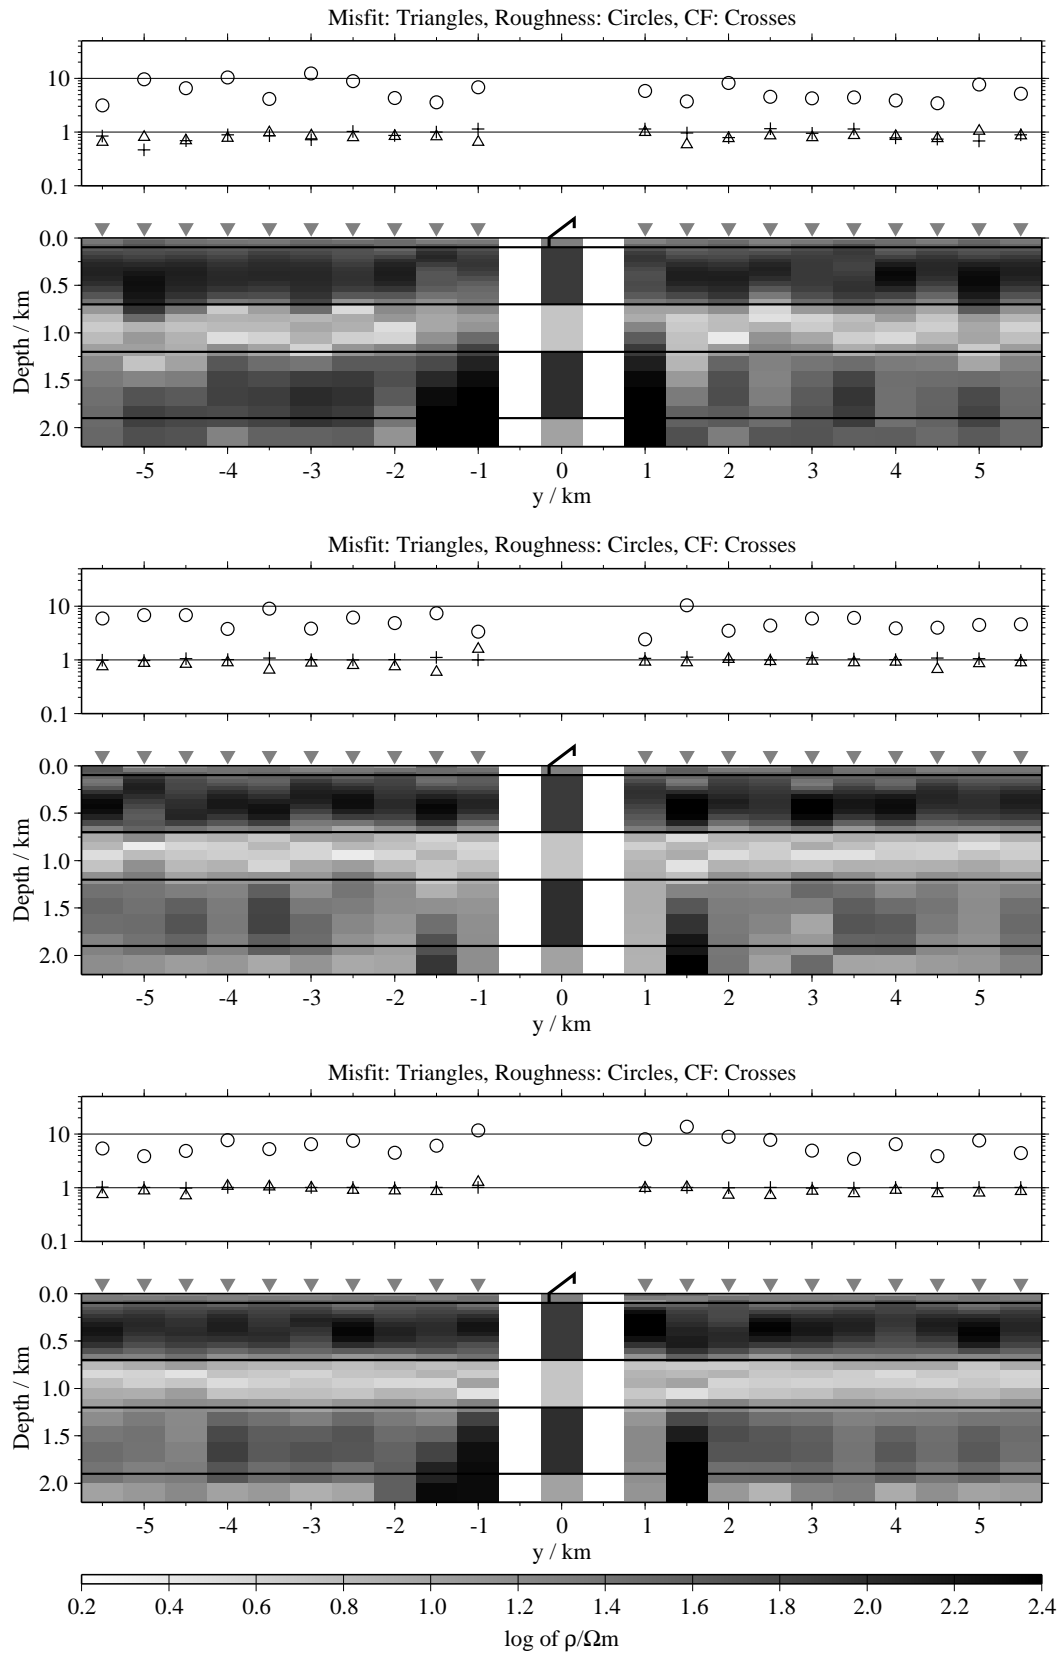 Misfit: Triangles, Roughness: Circles, CF: Crosses
10
1
0.1
0.0
0.5
1.0
1.5
2.0
Depth / km
-5 -4 -3 -2 -1 0 1 2 3 4 5
y / km
Misfit: Triangles, Roughness: Circles, CF: Crosses
10
1
0.1
0.0
0.5
1.0
1.5
2.0
Depth / km
-5 -4 -3 -2 -1 0 1 2 3 4 5
y / km
Misfit: Triangles, Roughness: Circles, CF: Crosses
10
1
0.1
0.0
0.5
1.0
1.5
2.0
Depth / km
-5 -4 -3 -2 -1 0 1 2 3 4 5
y / km
0.2 0.4 0.6 0.8 1.0 1.2 1.4 1.6 1.8 2.0 2.2 2.4
log of ρ/Ωm